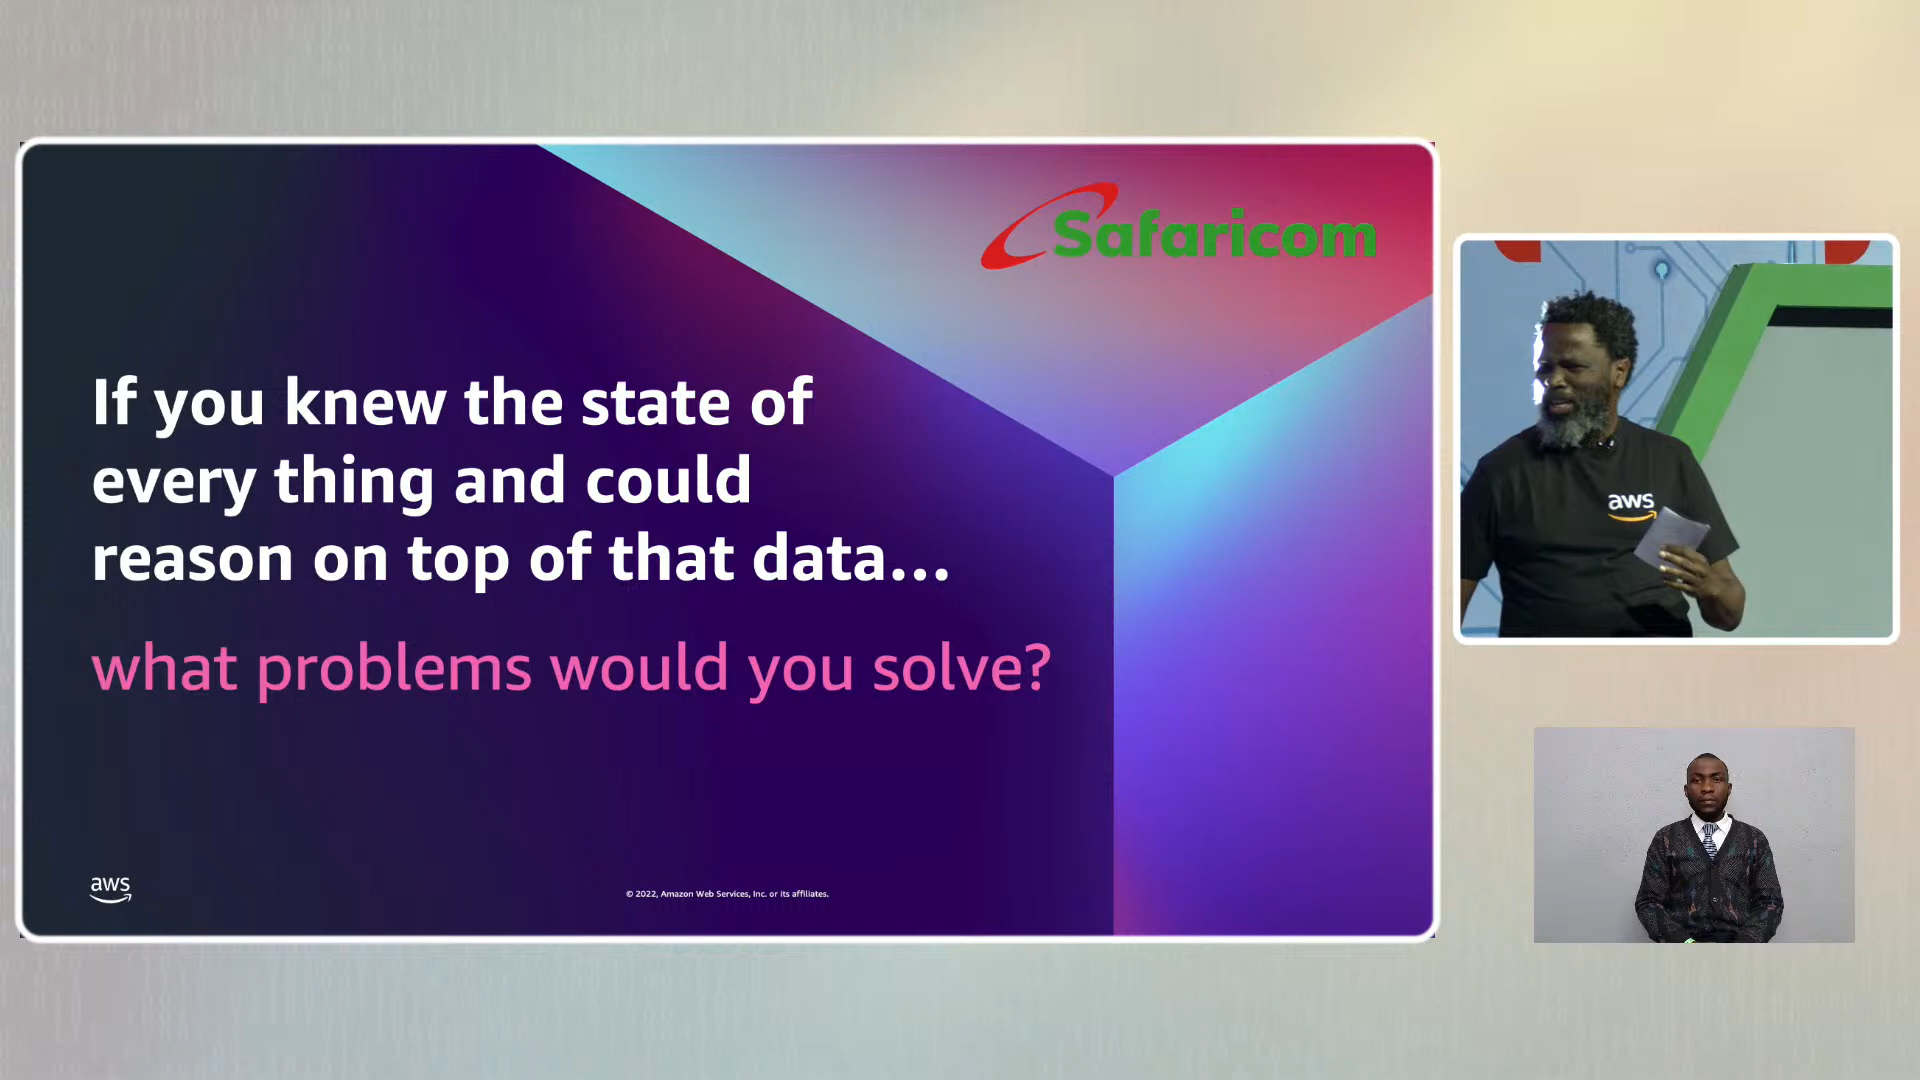 Safaricom
If you knew the state of
every thing and could
reason on top of that data...
what problems would you solve?
aws
© 2022, Amazon Web Services, Inc. or its affiliates.
aws